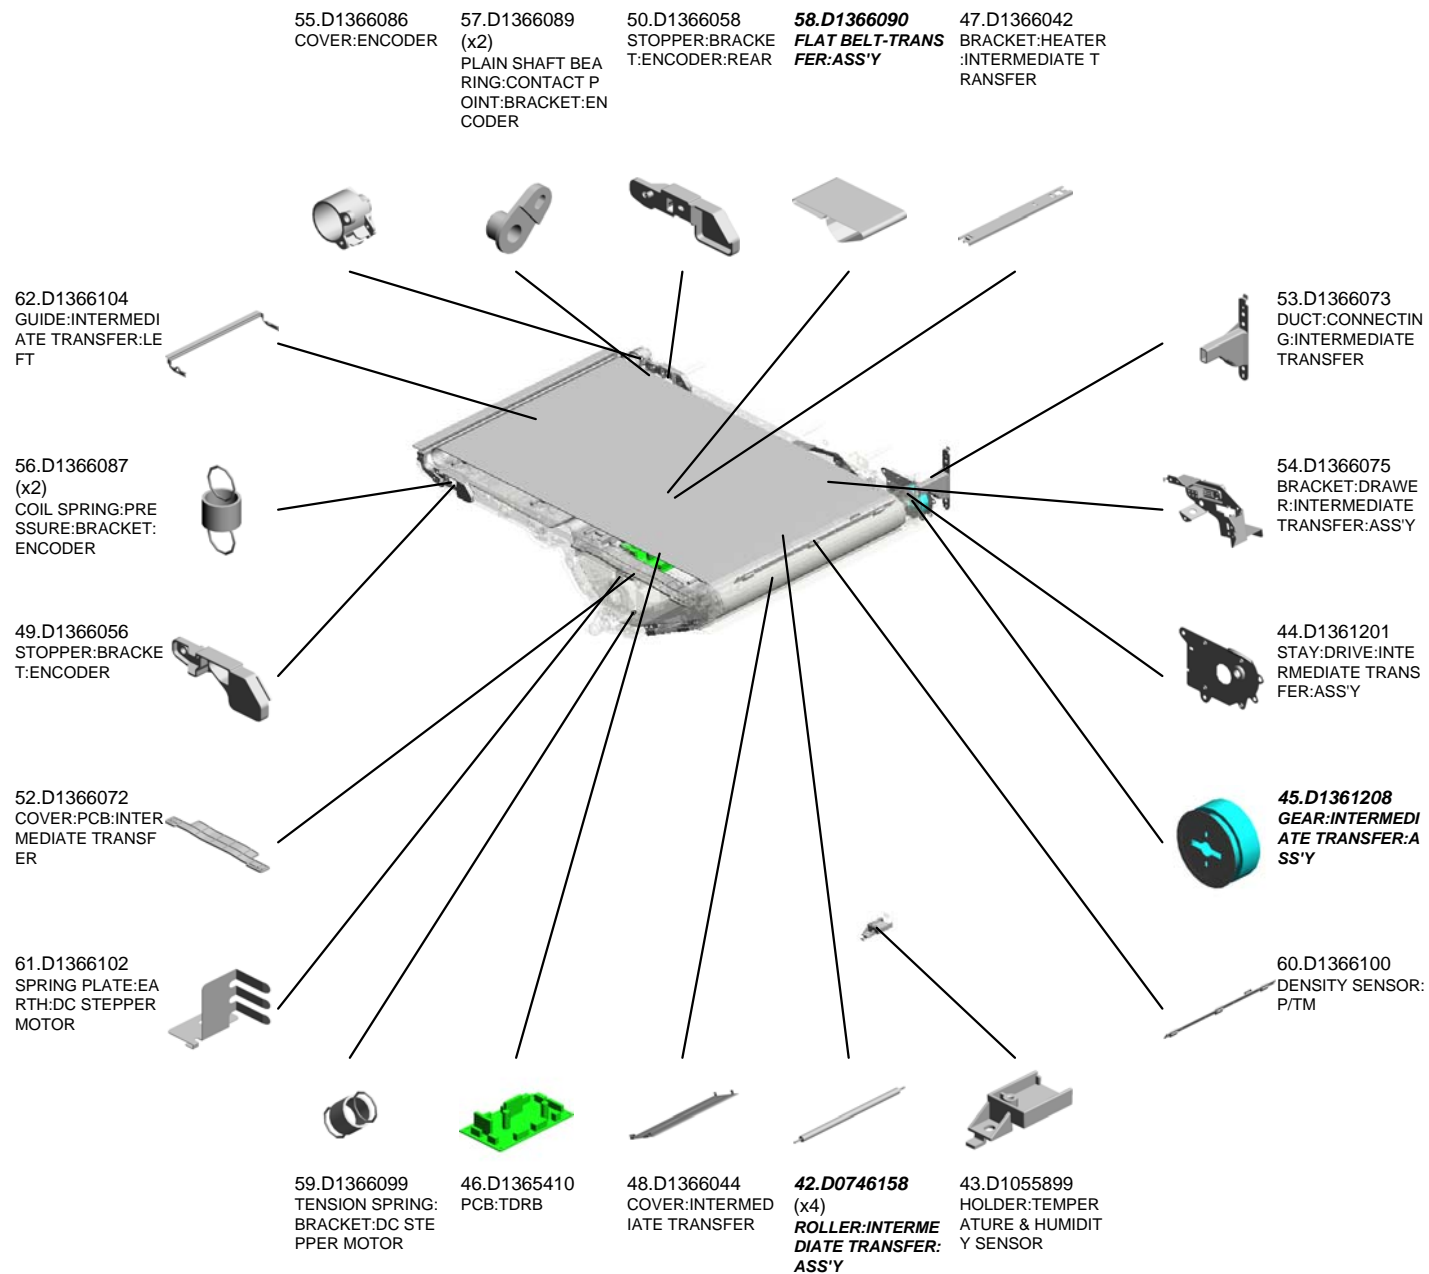 55.D1366086
COVER:ENCODER
57.D1366089
(x2)
PLAIN SHAFT BEA
RING:CONTACT P
OINT:BRACKET:EN
CODER
50.D1366058
STOPPER:BRACKE
T:ENCODER:REAR
58.D1366090
FLAT BELT-TRANS
FER:ASS'Y
47.D1366042
BRACKET:HEATER
:INTERMEDIATE T
RANSFER
62.D1366104
GUIDE:INTERMEDI
ATE TRANSFER:LE
FT
53.D1366073
DUCT:CONNECTIN
G:INTERMEDIATE
TRANSFER
56.D1366087
(x2)
COIL SPRING:PRE
SSURE:BRACKET:
ENCODER
54.D1366075
BRACKET:DRAWE
R:INTERMEDIATE
TRANSFER:ASS'Y
49.D1366056
STOPPER:BRACKE
T:ENCODER
44.D1361201
STAY:DRIVE:INTE
RMEDIATE TRANS
FER:ASS'Y
52.D1366072
COVER:PCB:INTER
MEDIATE TRANSF
ER
45.D1361208
GEAR:INTERMEDI
ATE TRANSFER:A
SS'Y
61.D1366102
SPRING PLATE:EA
RTH:DC STEPPER
MOTOR
60.D1366100
DENSITY SENSOR:
P/TM
59.D1366099
TENSION SPRING:
BRACKET:DC STE
PPER MOTOR
46.D1365410
PCB:TDRB
48.D1366044
COVER:INTERMED
IATE TRANSFER
42.D0746158
(x4)
ROLLER:INTERME
DIATE TRANSFER:
ASS'Y
43.D1055899
HOLDER:TEMPER
ATURE & HUMIDIT
Y SENSOR